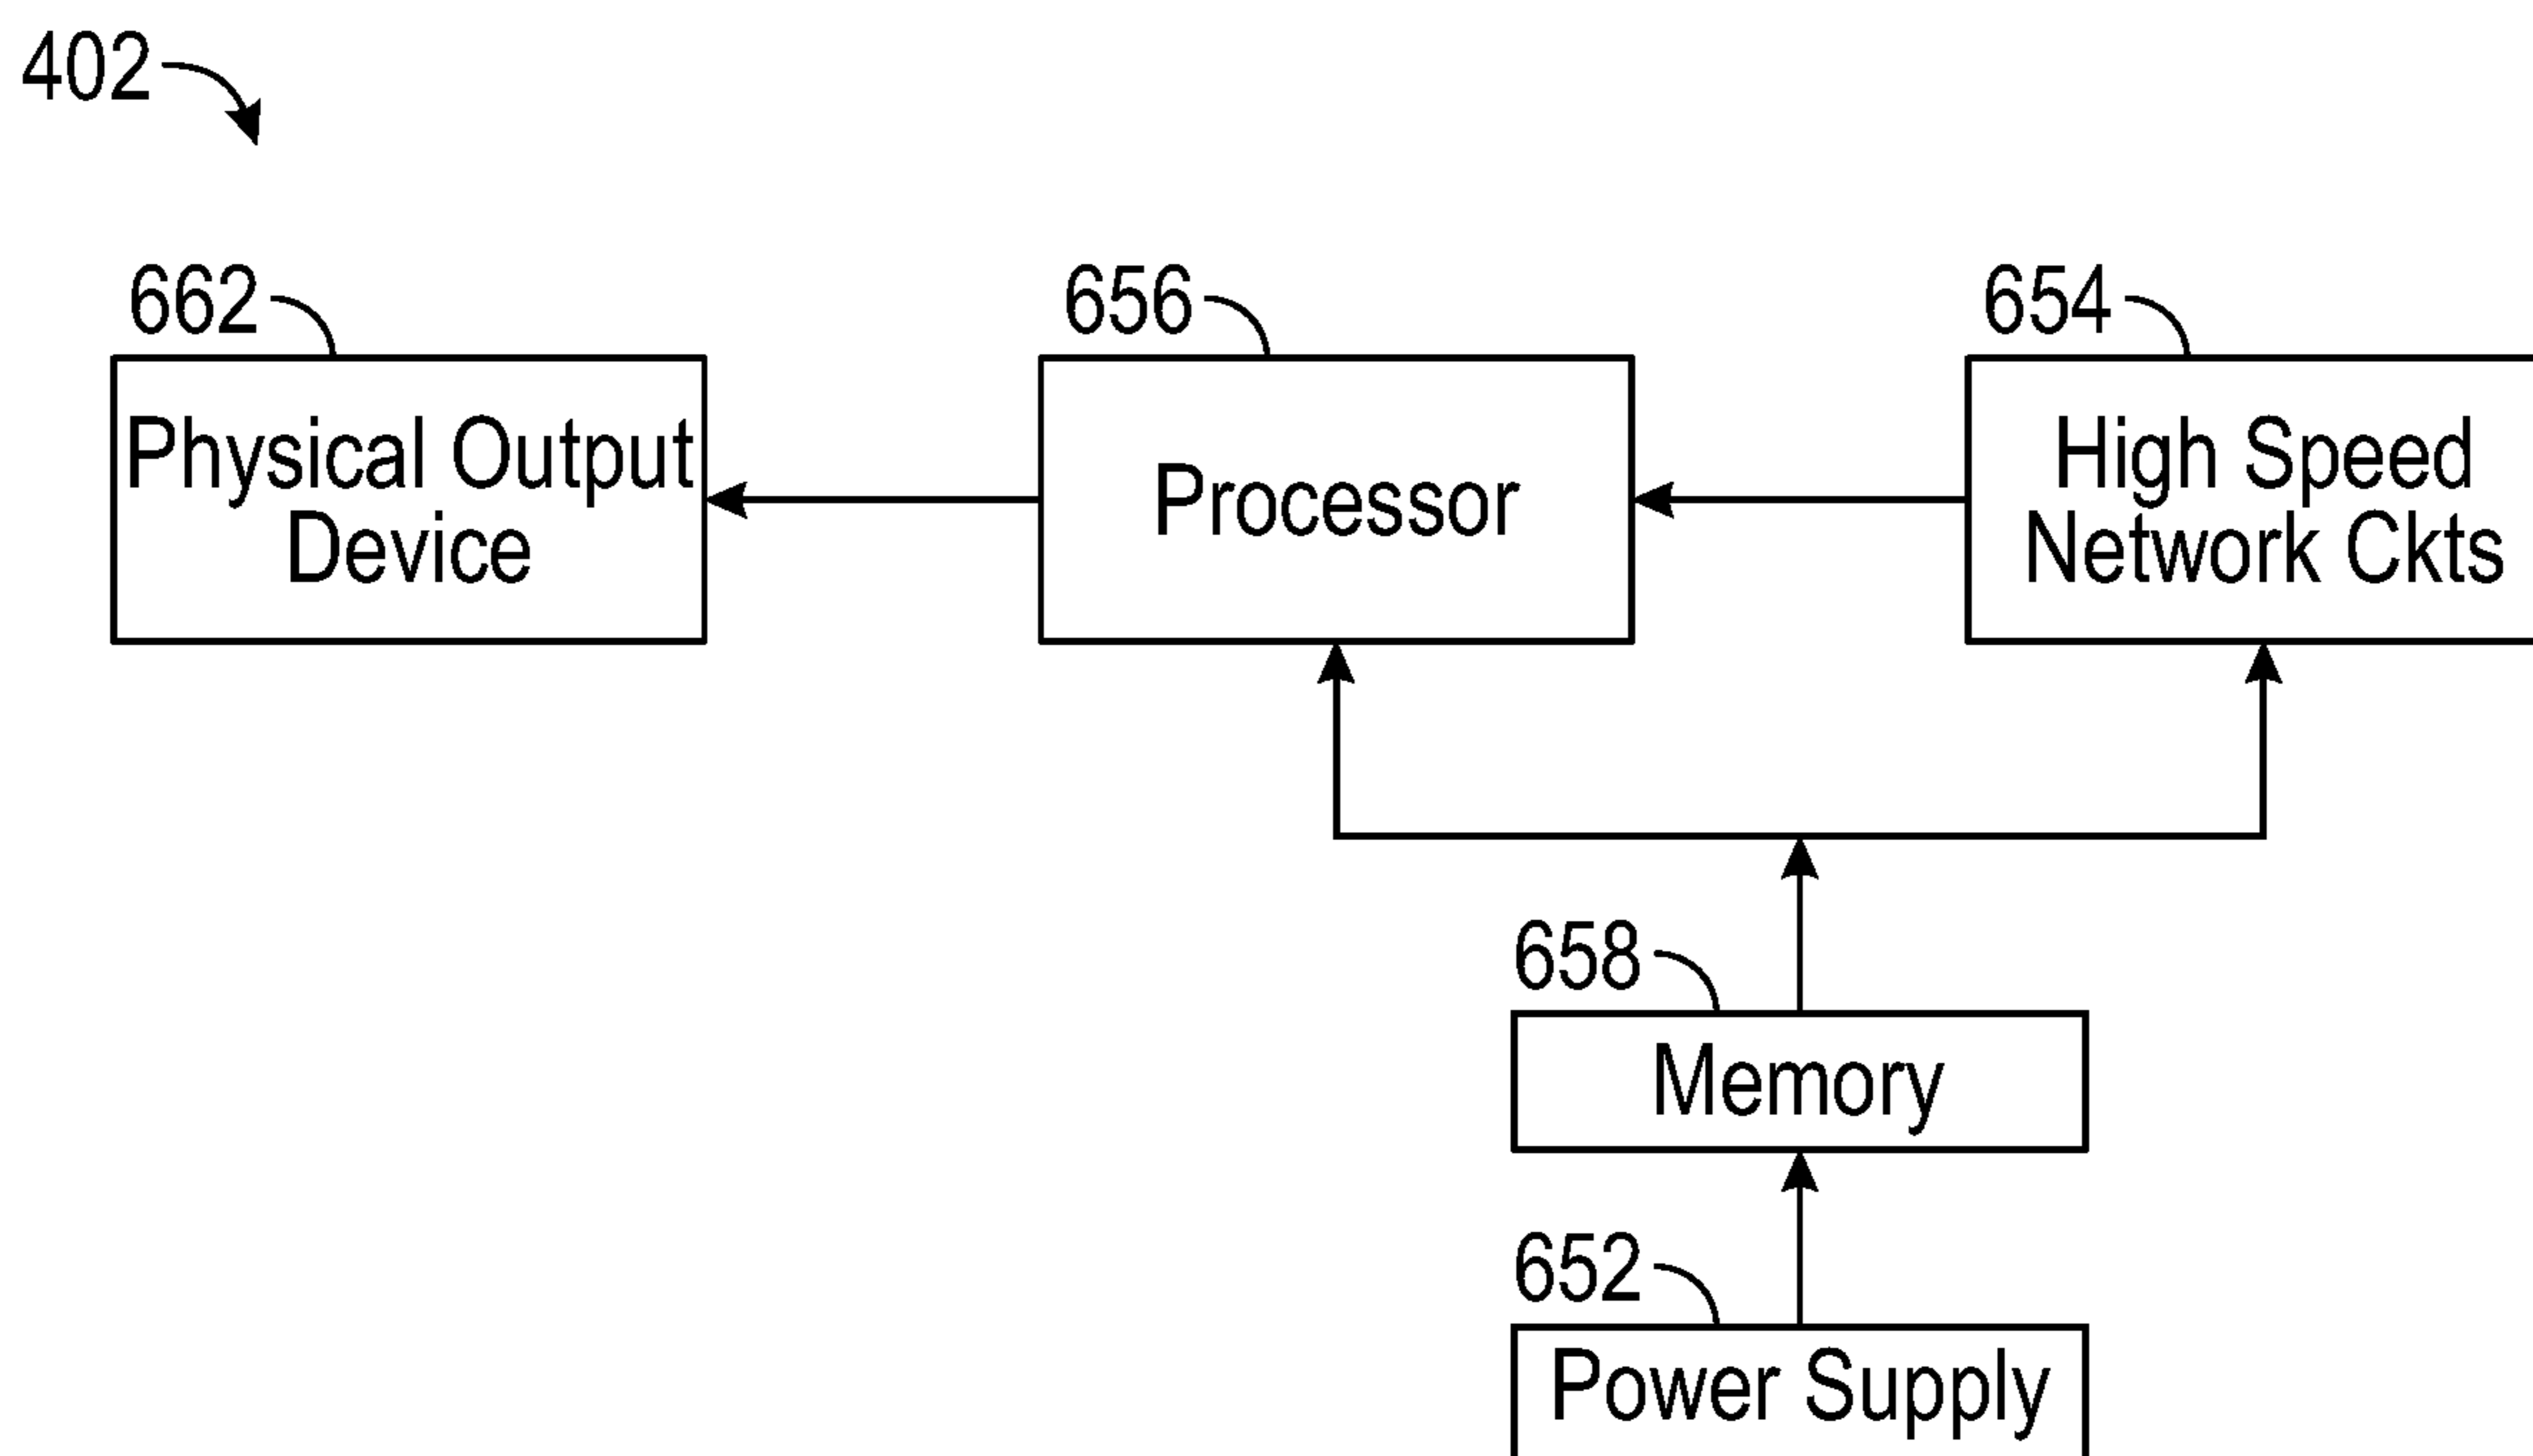 402
662
656
654
Physical Output
Device
Processor
High Speed
Network Ckts
658
Memory
652
Power Supply